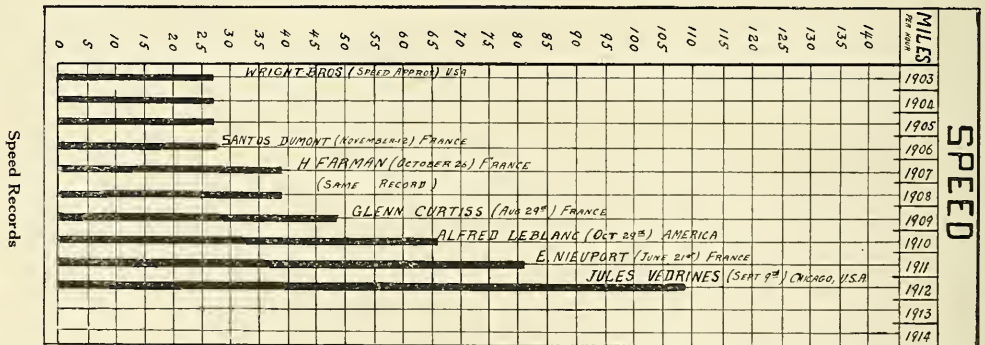 0 5 10 15 20 25 30 35 40 45 50 55 60 65 70 75 80 85 90 95 100 105 110 115 120 125 130 135 140 MILES PER HOUR
WRIGHT BROS (SPEED APPROX) USA 1903
1904
1905
SANTOS DUMONT (NOVEMBER 12) FRANCE 1906
H FARMAN (OCTOBER 26) FRANCE 1907
(SAME RECORD) 1908
GLENN CURTISS (AUG 29th) FRANCE 1909
ALFRED LEBLANC (OCT 29th) AMERICA 1910
E. NIEUPORT (JUNE 21st) FRANCE 1911
JULES VEDRINES (SEPT 9th) CHICAGO, U.S.A. 1912
1913
1914
SPEED
Speed Records